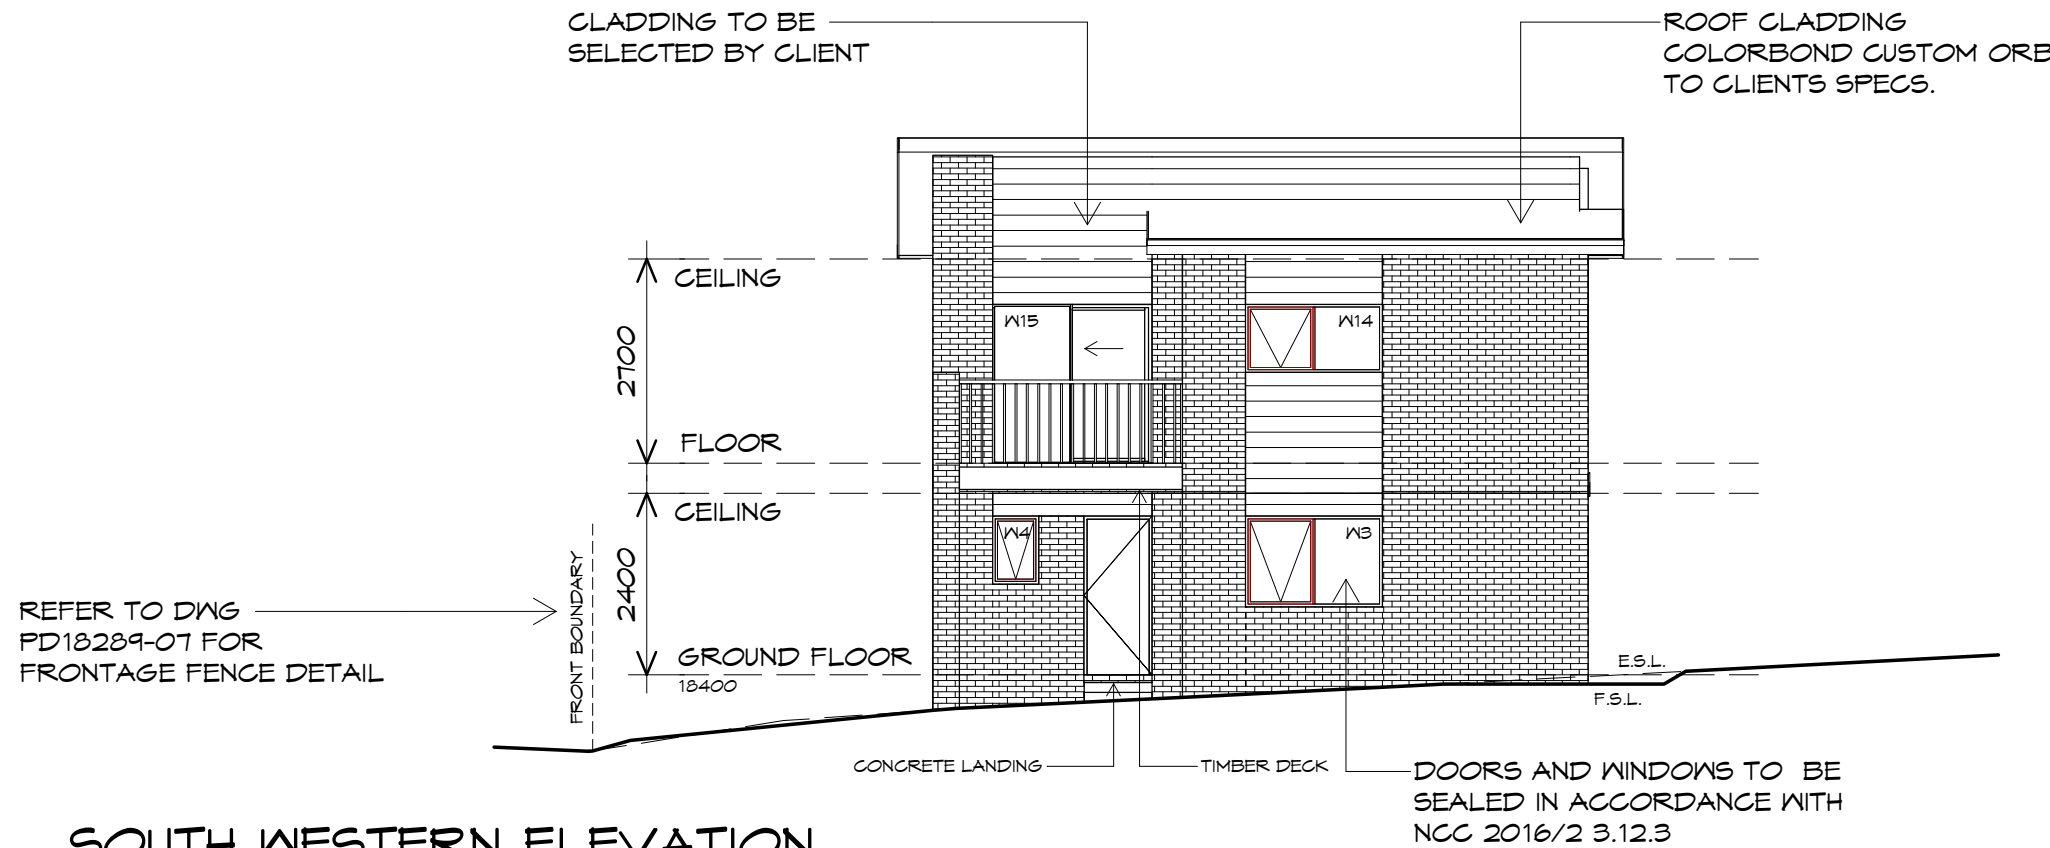 CLADDING TO BE
SELECTED BY CLIENT
ROOF CLADDING
COLORBOND CUSTOM ORB
TO CLIENTS SPECS.
CEILING
2700
FLOOR
CEILING
2400
GROUND FLOOR
18400
W15
W14
W4
W3
REFER TO DWG
PD18289-07 FOR
FRONTAGE FENCE DETAIL
FRONT BOUNDARY
E.S.L.
F.S.L.
CONCRETE LANDING
TIMBER DECK
DOORS AND WINDOWS TO BE
SEALED IN ACCORDANCE WITH
NCC 2016/2 3.12.3
SOUTH WESTERN ELEVATION